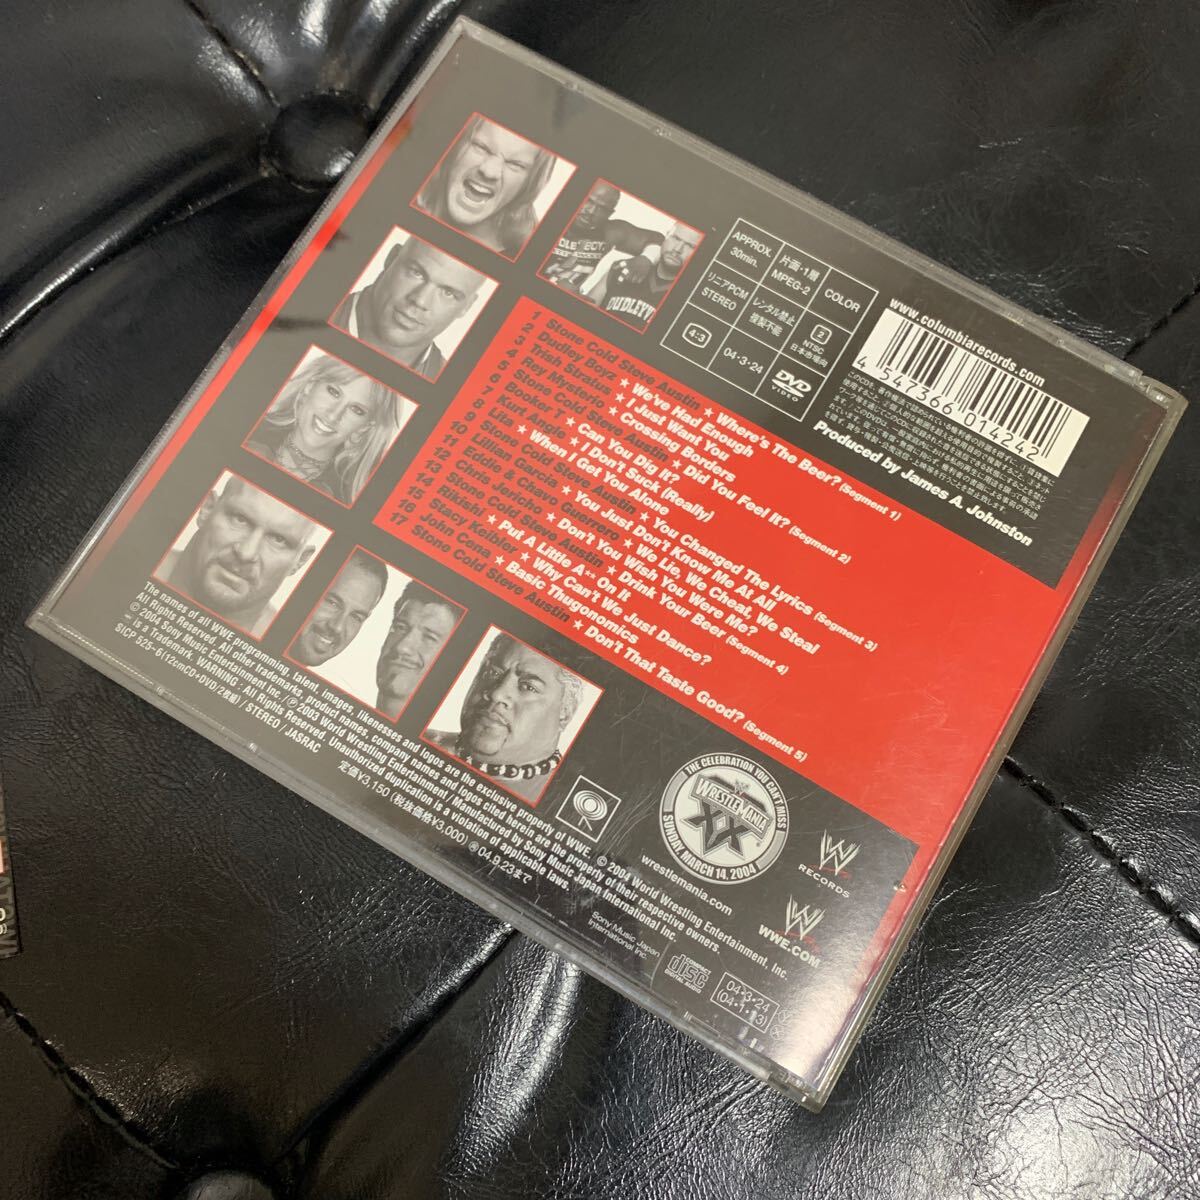 DUDLEYV
APPROX. 30min.
片面・1層 MPEG-2
COLOR
リニアPCM STEREO
レンタル禁止 複製不能
2 NTSC 日本市場向
4:3
04・3・24
DVD VIDEO
www.columbiarecords.com
4 547366 014242
Produced by James A. Johnston
1 Stone Cold Steve Austin ★ Where's The Beer? (Segment 1)
2 Dudley Boyz ★ We've Had Enough
3 Trish Stratus ★ I Just Want You
4 Rey Mysterio ★ Crossing Borders
5 Stone Cold Steve Austin ★ Did You Feel It? (Segment 2)
6 Booker T ★ Can You Dig It?
7 Kurt Angle ★ I Don't Suck (Really)
8 Lita ★ When I Get You Alone
9 Stone Cold Steve Austin ★ You Changed The Lyrics (Segment 3)
10 Lillian Garcia ★ You Just Don't Know Me At All
11 Eddie & Chavo Guerrero ★ We Lie, We Cheat, We Steal
12 Chris Jericho ★ Don't You Wish You Were Me?
13 Stone Cold Steve Austin ★ Drink Your Beer (Segment 4)
14 Rikishi ★ Put A Little A** On It
15 Stacy Keibler ★ Why Can't We Just Dance?
16 John Cena ★ Basic Thugonomics
17 Stone Cold Steve Austin ★ Don't That Taste Good? (Segment 5)
The names of all WWE programming, talent, images, likenesses and logos are the exclusive property of WWE. © 2004 World Wrestling Entertainment, Inc.
All Rights Reserved. All other trademarks, product names, company names and logos cited herein are the property of their respective owners.
© 2004 Sony Music Entertainment Inc. / ℗ 2003 World Wrestling Entertainment / Manufactured by Sony Music Japan International Inc.
is a Trademark. WARNING: All Rights Reserved. Unauthorized duplication is a violation of applicable laws.
SICP 525~6 (12cmCD+DVD/2枚組) / STEREO / JASRAC
定価¥3,150 (税抜価格¥3,000) ㊟04.9.23まで
THE CELEBRATION YOU CAN'T MISS
WRESTLEMANIA XX
SUNDAY MARCH 14, 2004
wrestlemania.com
W RECORDS
WWE.COM
Sony Music Japan International Inc.
COMPACT disc DIGITAL AUDIO
04・3・24
(04・1・13)